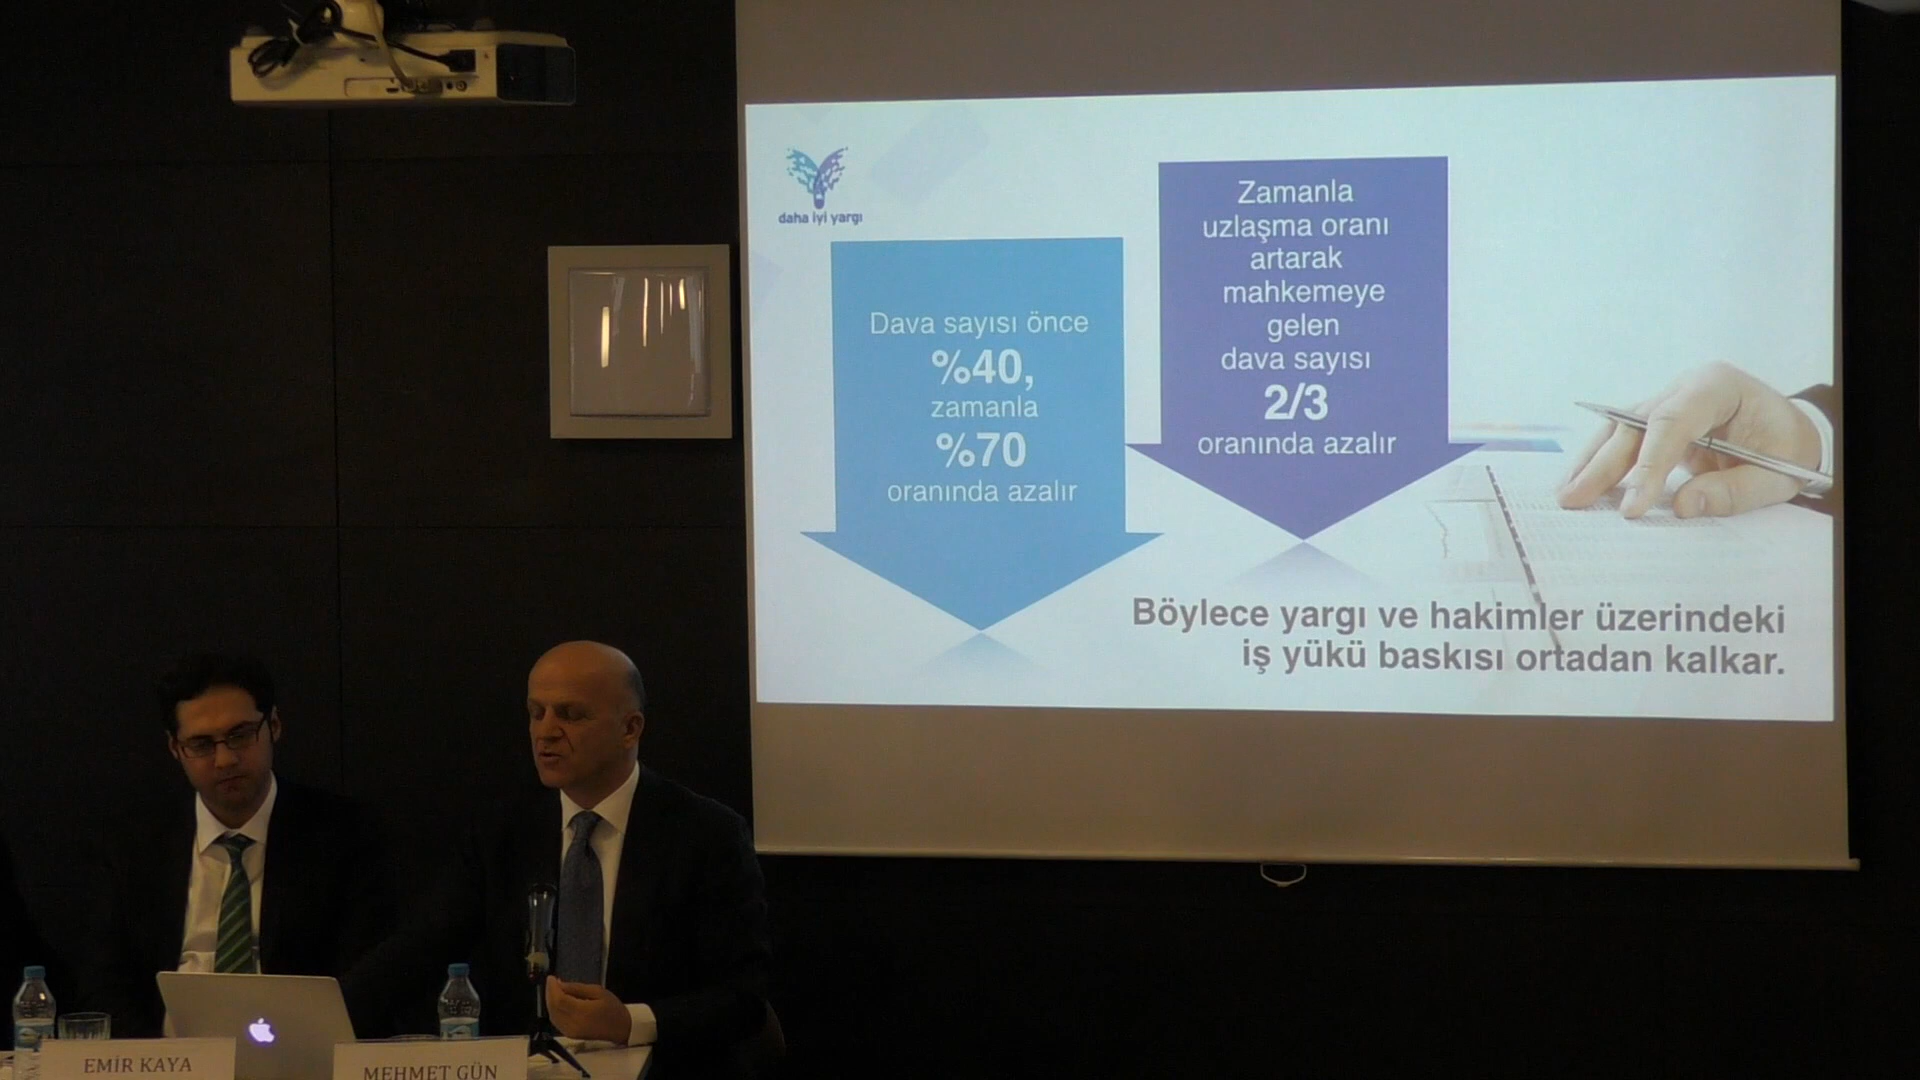 daha iyi yargı
Dava sayısı önce
%40,
zamanla
%70
oranında azalır
Zamanla
uzlaşma oranı
artarak
mahkemeye
gelen
dava sayısı
2/3
oranında azalır
Böylece yargı ve hakimler üzerindeki
iş yükü baskısı ortadan kalkar.
EMİR KAYA
MEHMET GÜN